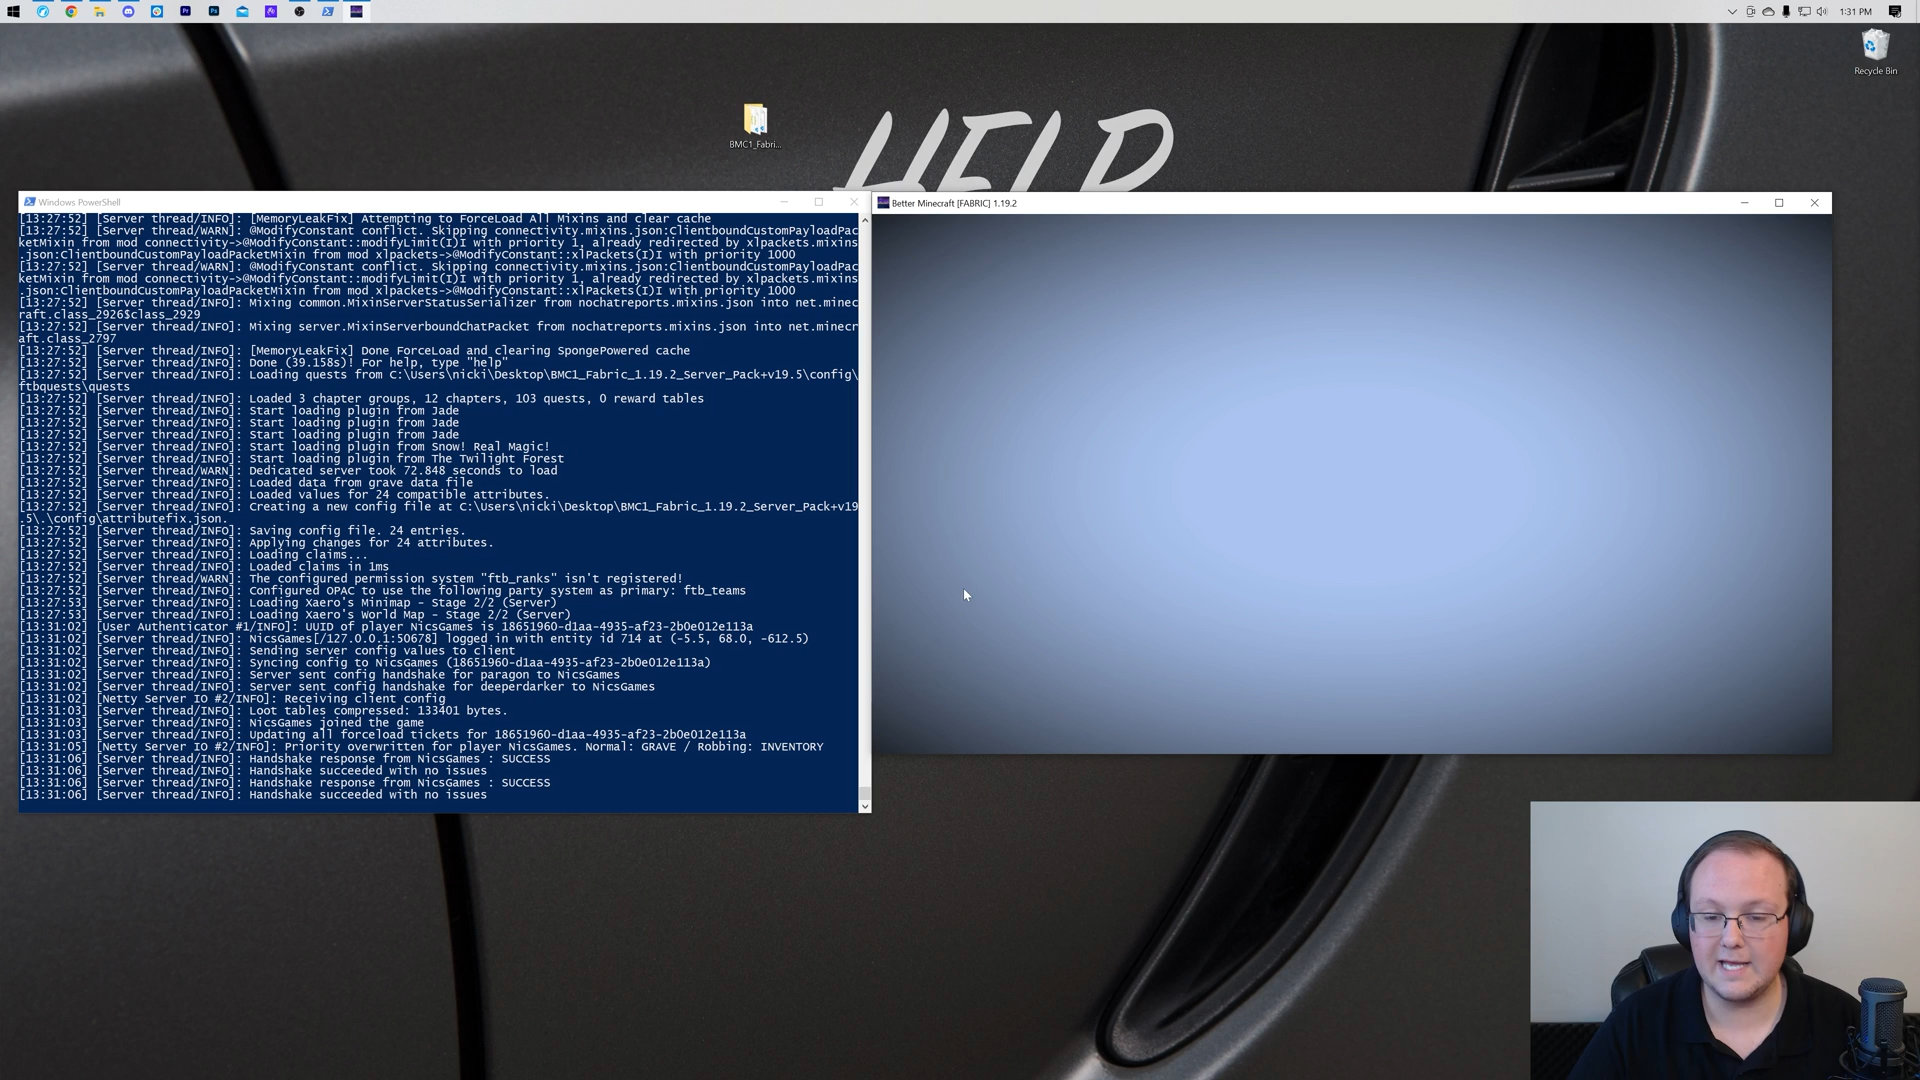 1:31 PM
Recycle Bin
BMC1_Fabri...
HELP
Windows PowerShell
[13:27:52] [Server thread/INFO]: [MemoryLeakFix] Attempting to ForceLoad All Mixins and clear cache
[13:27:52] [Server thread/WARN]: @ModifyConstant conflict. Skipping connectivity.mixins.json:ClientboundCustomPayloadPac
ketMixin from mod connectivity->@ModifyConstant::modifyLimit(I)I with priority 1, already redirected by xlpackets.mixins
.json:ClientboundCustomPayloadPacketMixin from mod xlpackets->@ModifyConstant::xlPackets(I)I with priority 1000
[13:27:52] [Server thread/WARN]: @ModifyConstant conflict. Skipping connectivity.mixins.json:ClientboundCustomPayloadPac
ketMixin from mod connectivity->@ModifyConstant::modifyLimit(I)I with priority 1, already redirected by xlpackets.mixins
.json:ClientboundCustomPayloadPacketMixin from mod xlpackets->@ModifyConstant::xlPackets(I)I with priority 1000
[13:27:52] [Server thread/INFO]: Mixing common.MixinServerStatusSerializer from nochatreports.mixins.json into net.minec
raft.class_2926$class_2929
[13:27:52] [Server thread/INFO]: Mixing server.MixinServerboundChatPacket from nochatreports.mixins.json into net.minecr
aft.class_2797
[13:27:52] [Server thread/INFO]: [MemoryLeakFix] Done ForceLoad and clearing SpongePowered cache
[13:27:52] [Server thread/INFO]: Done (39.158s)! For help, type "help"
[13:27:52] [Server thread/INFO]: Loading quests from C:\Users\nicki\Desktop\BMC1_Fabric_1.19.2_Server_Pack+v19.5\config\
ftbquests\quests
[13:27:52] [Server thread/INFO]: Loaded 3 chapter groups, 12 chapters, 103 quests, 0 reward tables
[13:27:52] [Server thread/INFO]: Start loading plugin from Jade
[13:27:52] [Server thread/INFO]: Start loading plugin from Jade
[13:27:52] [Server thread/INFO]: Start loading plugin from Jade
[13:27:52] [Server thread/INFO]: Start loading plugin from Snow! Real Magic!
[13:27:52] [Server thread/INFO]: Start loading plugin from The Twilight Forest
[13:27:52] [Server thread/WARN]: Dedicated server took 72.848 seconds to load
[13:27:52] [Server thread/INFO]: Loaded data from grave data file
[13:27:52] [Server thread/INFO]: Loaded values for 24 compatible attributes.
[13:27:52] [Server thread/INFO]: Creating a new config file at C:\Users\nicki\Desktop\BMC1_Fabric_1.19.2_Server_Pack+v19
.5\.\config\attributefix.json.
[13:27:52] [Server thread/INFO]: Saving config file. 24 entries.
[13:27:52] [Server thread/INFO]: Applying changes for 24 attributes.
[13:27:52] [Server thread/INFO]: Loading claims...
[13:27:52] [Server thread/INFO]: Loaded claims in 1ms
[13:27:52] [Server thread/WARN]: The configured permission system "ftb_ranks" isn't registered!
[13:27:52] [Server thread/INFO]: Configured OPAC to use the following party system as primary: ftb_teams
[13:27:53] [Server thread/INFO]: Loading Xaero's Minimap - Stage 2/2 (Server)
[13:27:53] [Server thread/INFO]: Loading Xaero's World Map - Stage 2/2 (Server)
[13:31:02] [User Authenticator #1/INFO]: UUID of player NicsGames is 18651960-d1aa-4935-af23-2b0e012e113a
[13:31:02] [Server thread/INFO]: NicsGames[/127.0.0.1:50678] logged in with entity id 714 at (-5.5, 68.0, -612.5)
[13:31:02] [Server thread/INFO]: Sending server config values to client
[13:31:02] [Server thread/INFO]: Syncing config to NicsGames (18651960-d1aa-4935-af23-2b0e012e113a)
[13:31:02] [Server thread/INFO]: Server sent config handshake for paragon to NicsGames
[13:31:02] [Server thread/INFO]: Server sent config handshake for deeperdarker to NicsGames
[13:31:02] [Netty Server IO #2/INFO]: Receiving client config
[13:31:03] [Server thread/INFO]: Loot tables compressed: 133401 bytes.
[13:31:03] [Server thread/INFO]: NicsGames joined the game
[13:31:03] [Server thread/INFO]: Updating all forceload tickets for 18651960-d1aa-4935-af23-2b0e012e113a
[13:31:05] [Netty Server IO #2/INFO]: Priority overwritten for player NicsGames. Normal: GRAVE / Robbing: INVENTORY
[13:31:06] [Server thread/INFO]: Handshake response from NicsGames : SUCCESS
[13:31:06] [Server thread/INFO]: Handshake succeeded with no issues
[13:31:06] [Server thread/INFO]: Handshake response from NicsGames : SUCCESS
[13:31:06] [Server thread/INFO]: Handshake succeeded with no issues
Better Minecraft [FABRIC] 1.19.2